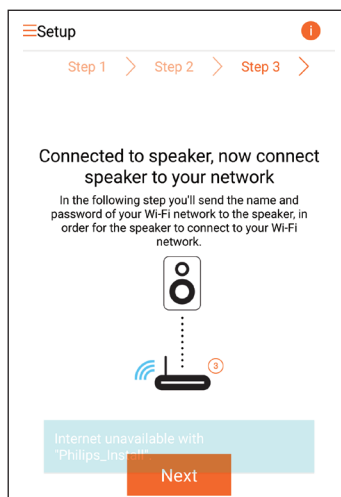 Setup
i
Step 1 > Step 2 > Step 3 >
Connected to speaker, now connect
speaker to your network
In the following step you'll send the name and
password of your Wi-Fi network to the speaker, in
order for the speaker to connect to your Wi-Fi
network.
3
Internet unavailable with
"Philips_Install".
Next